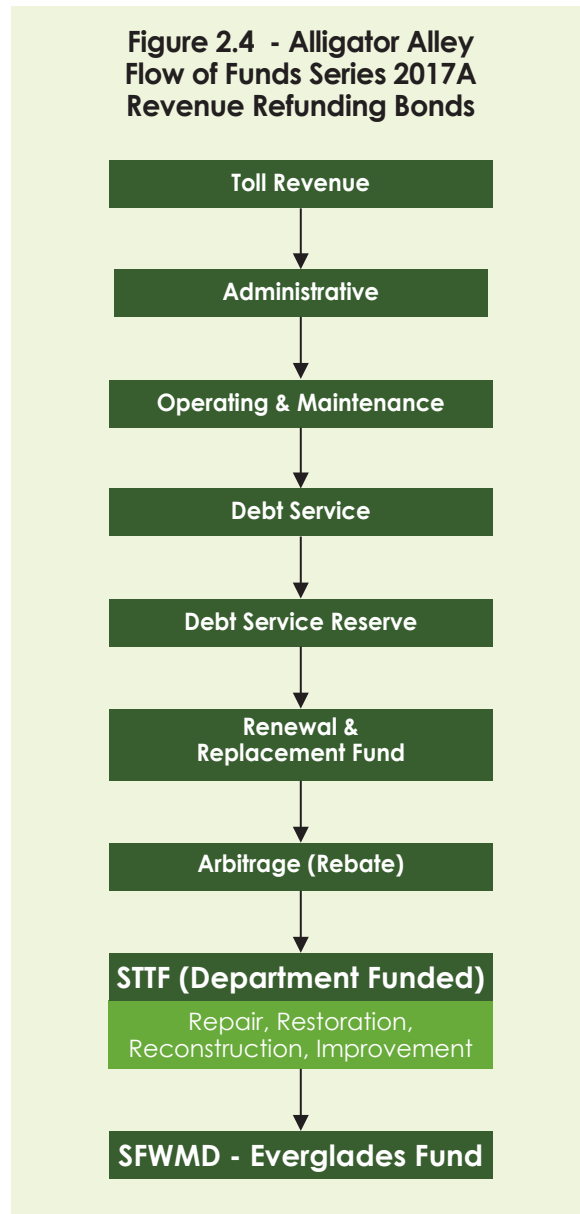 Figure 2.4 - Alligator Alley
Flow of Funds Series 2017A
Revenue Refunding Bonds
Toll Revenue
Administrative
Operating & Maintenance
Debt Service
Debt Service Reserve
Renewal &
Replacement Fund
Arbitrage (Rebate)
STTF (Department Funded)
Repair, Restoration,
Reconstruction, Improvement
SFWMD - Everglades Fund